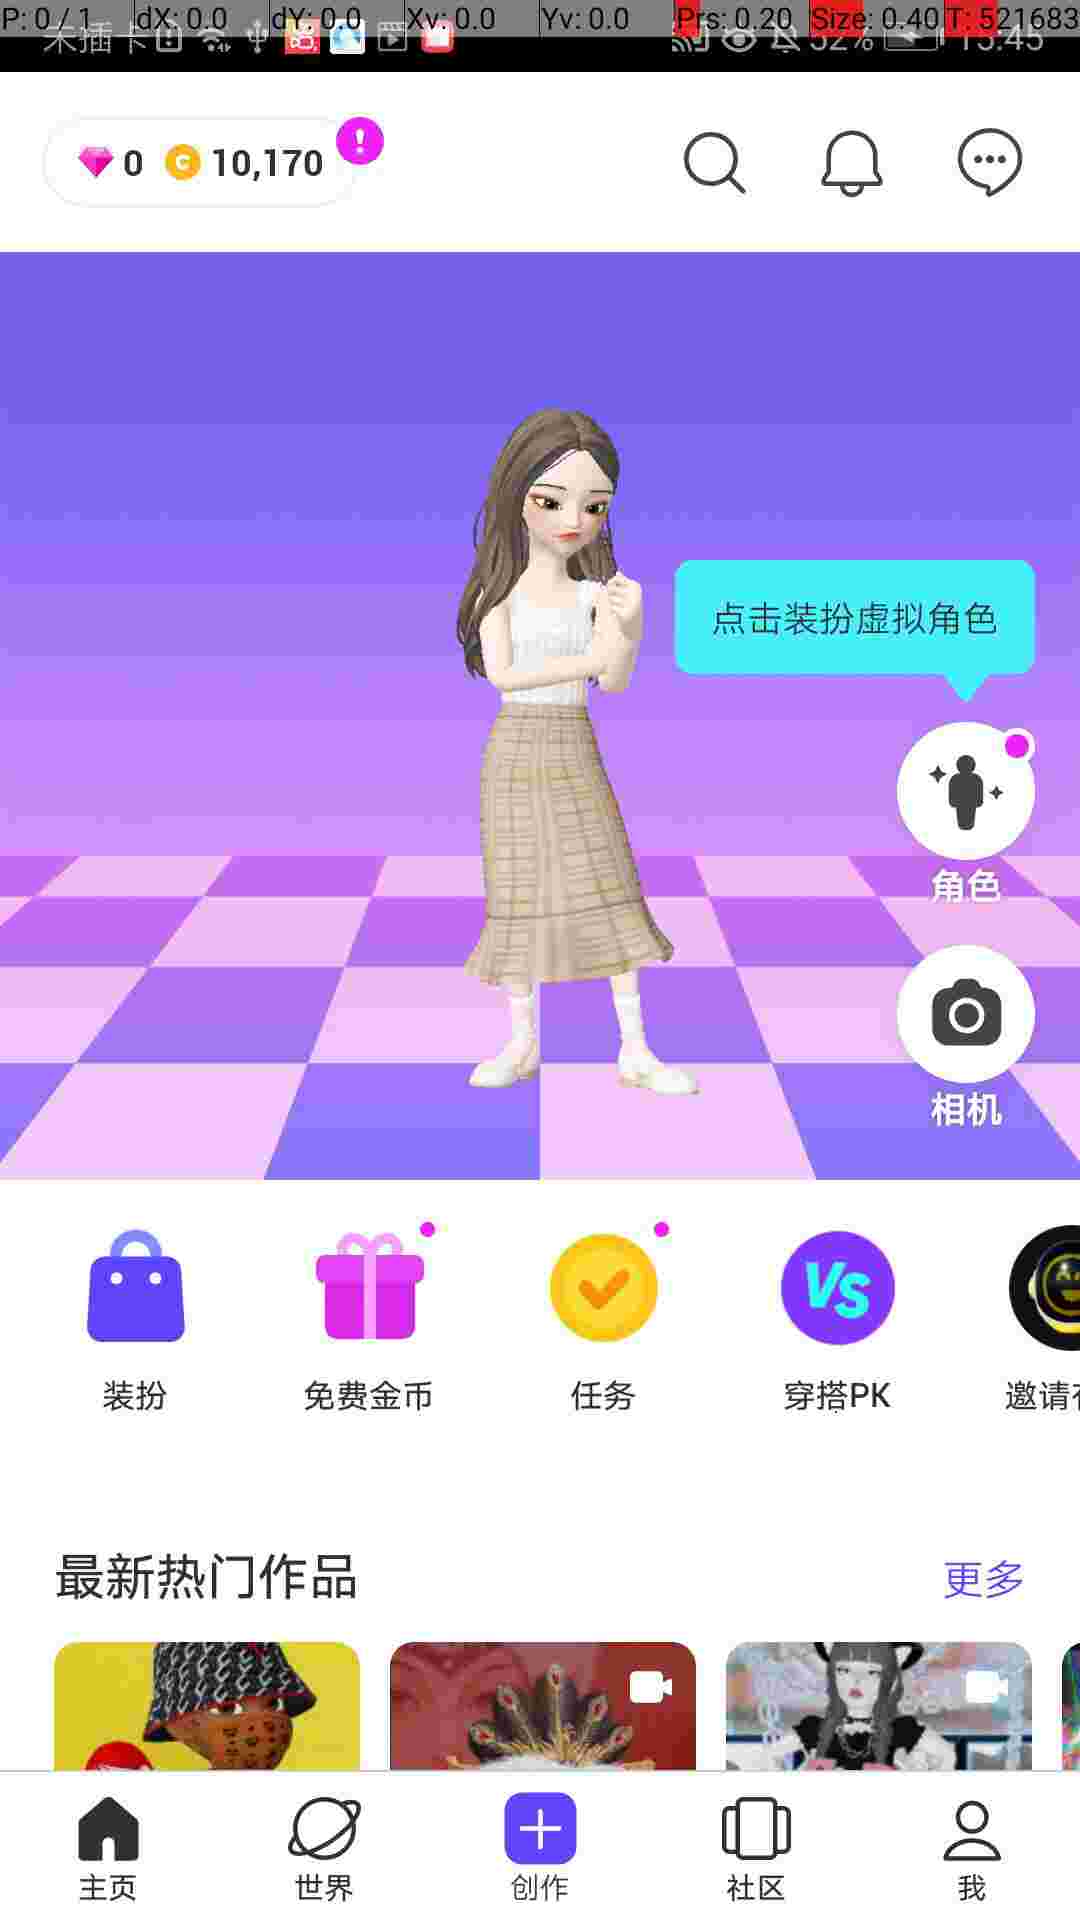 P: 0 / 1 dX: 0.0 dY: 0.0 Xv: 0.0 Yv: 0.0 Prs: 0.20 Size: 0.40 T: 521683
未插卡 52% 15:45
0 C 10,170 !
点击装扮虚拟角色
角色
相机
VS
装扮 免费金币 任务 穿搭PK 邀请
最新热门作品 更多
主页 世界 创作 社区 我